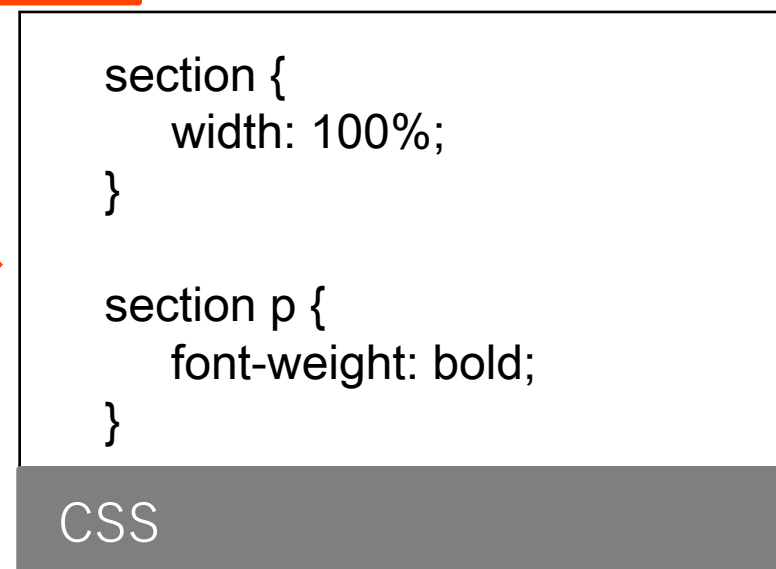 section {
width: 100%;
}
section p {
font-weight: bold;
}
CSS